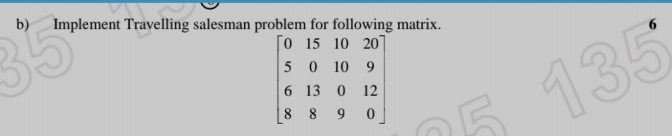 b) Implement Travelling salesman problem for following matrix. 6
0 15 10 20
5 0 10 9
6 13 0 12
8 8 9 0
135